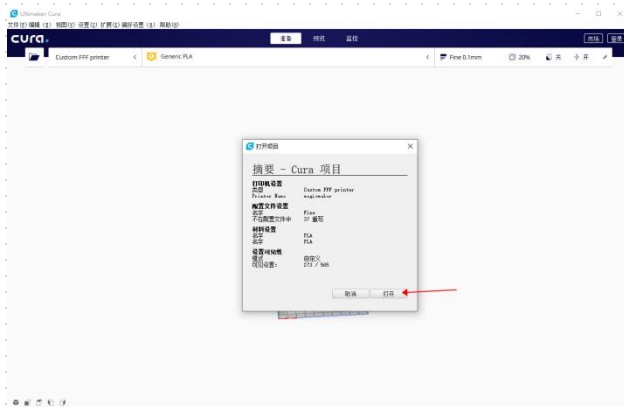 Ultimaker Cura
文件(F) 编辑(E) 视图(V) 设置(S) 扩展(X) 偏好设置(P) 帮助(H)
cura. 准备 预览 监控 市场 登录
Custom FFF printer Generic PLA Fine 0.1mm 20% 关 开
打开项目
摘要 - Cura 项目
打印机设置
类型 Custom FFF printer
Printer Name magicmaker
配置文件设置
名字 Fine
不在配置文件中 37 重写
材料设置
名字 PLA
名字 PLA
设置可见性
模式 自定义
可见设置: 273 / 565
取消 打开